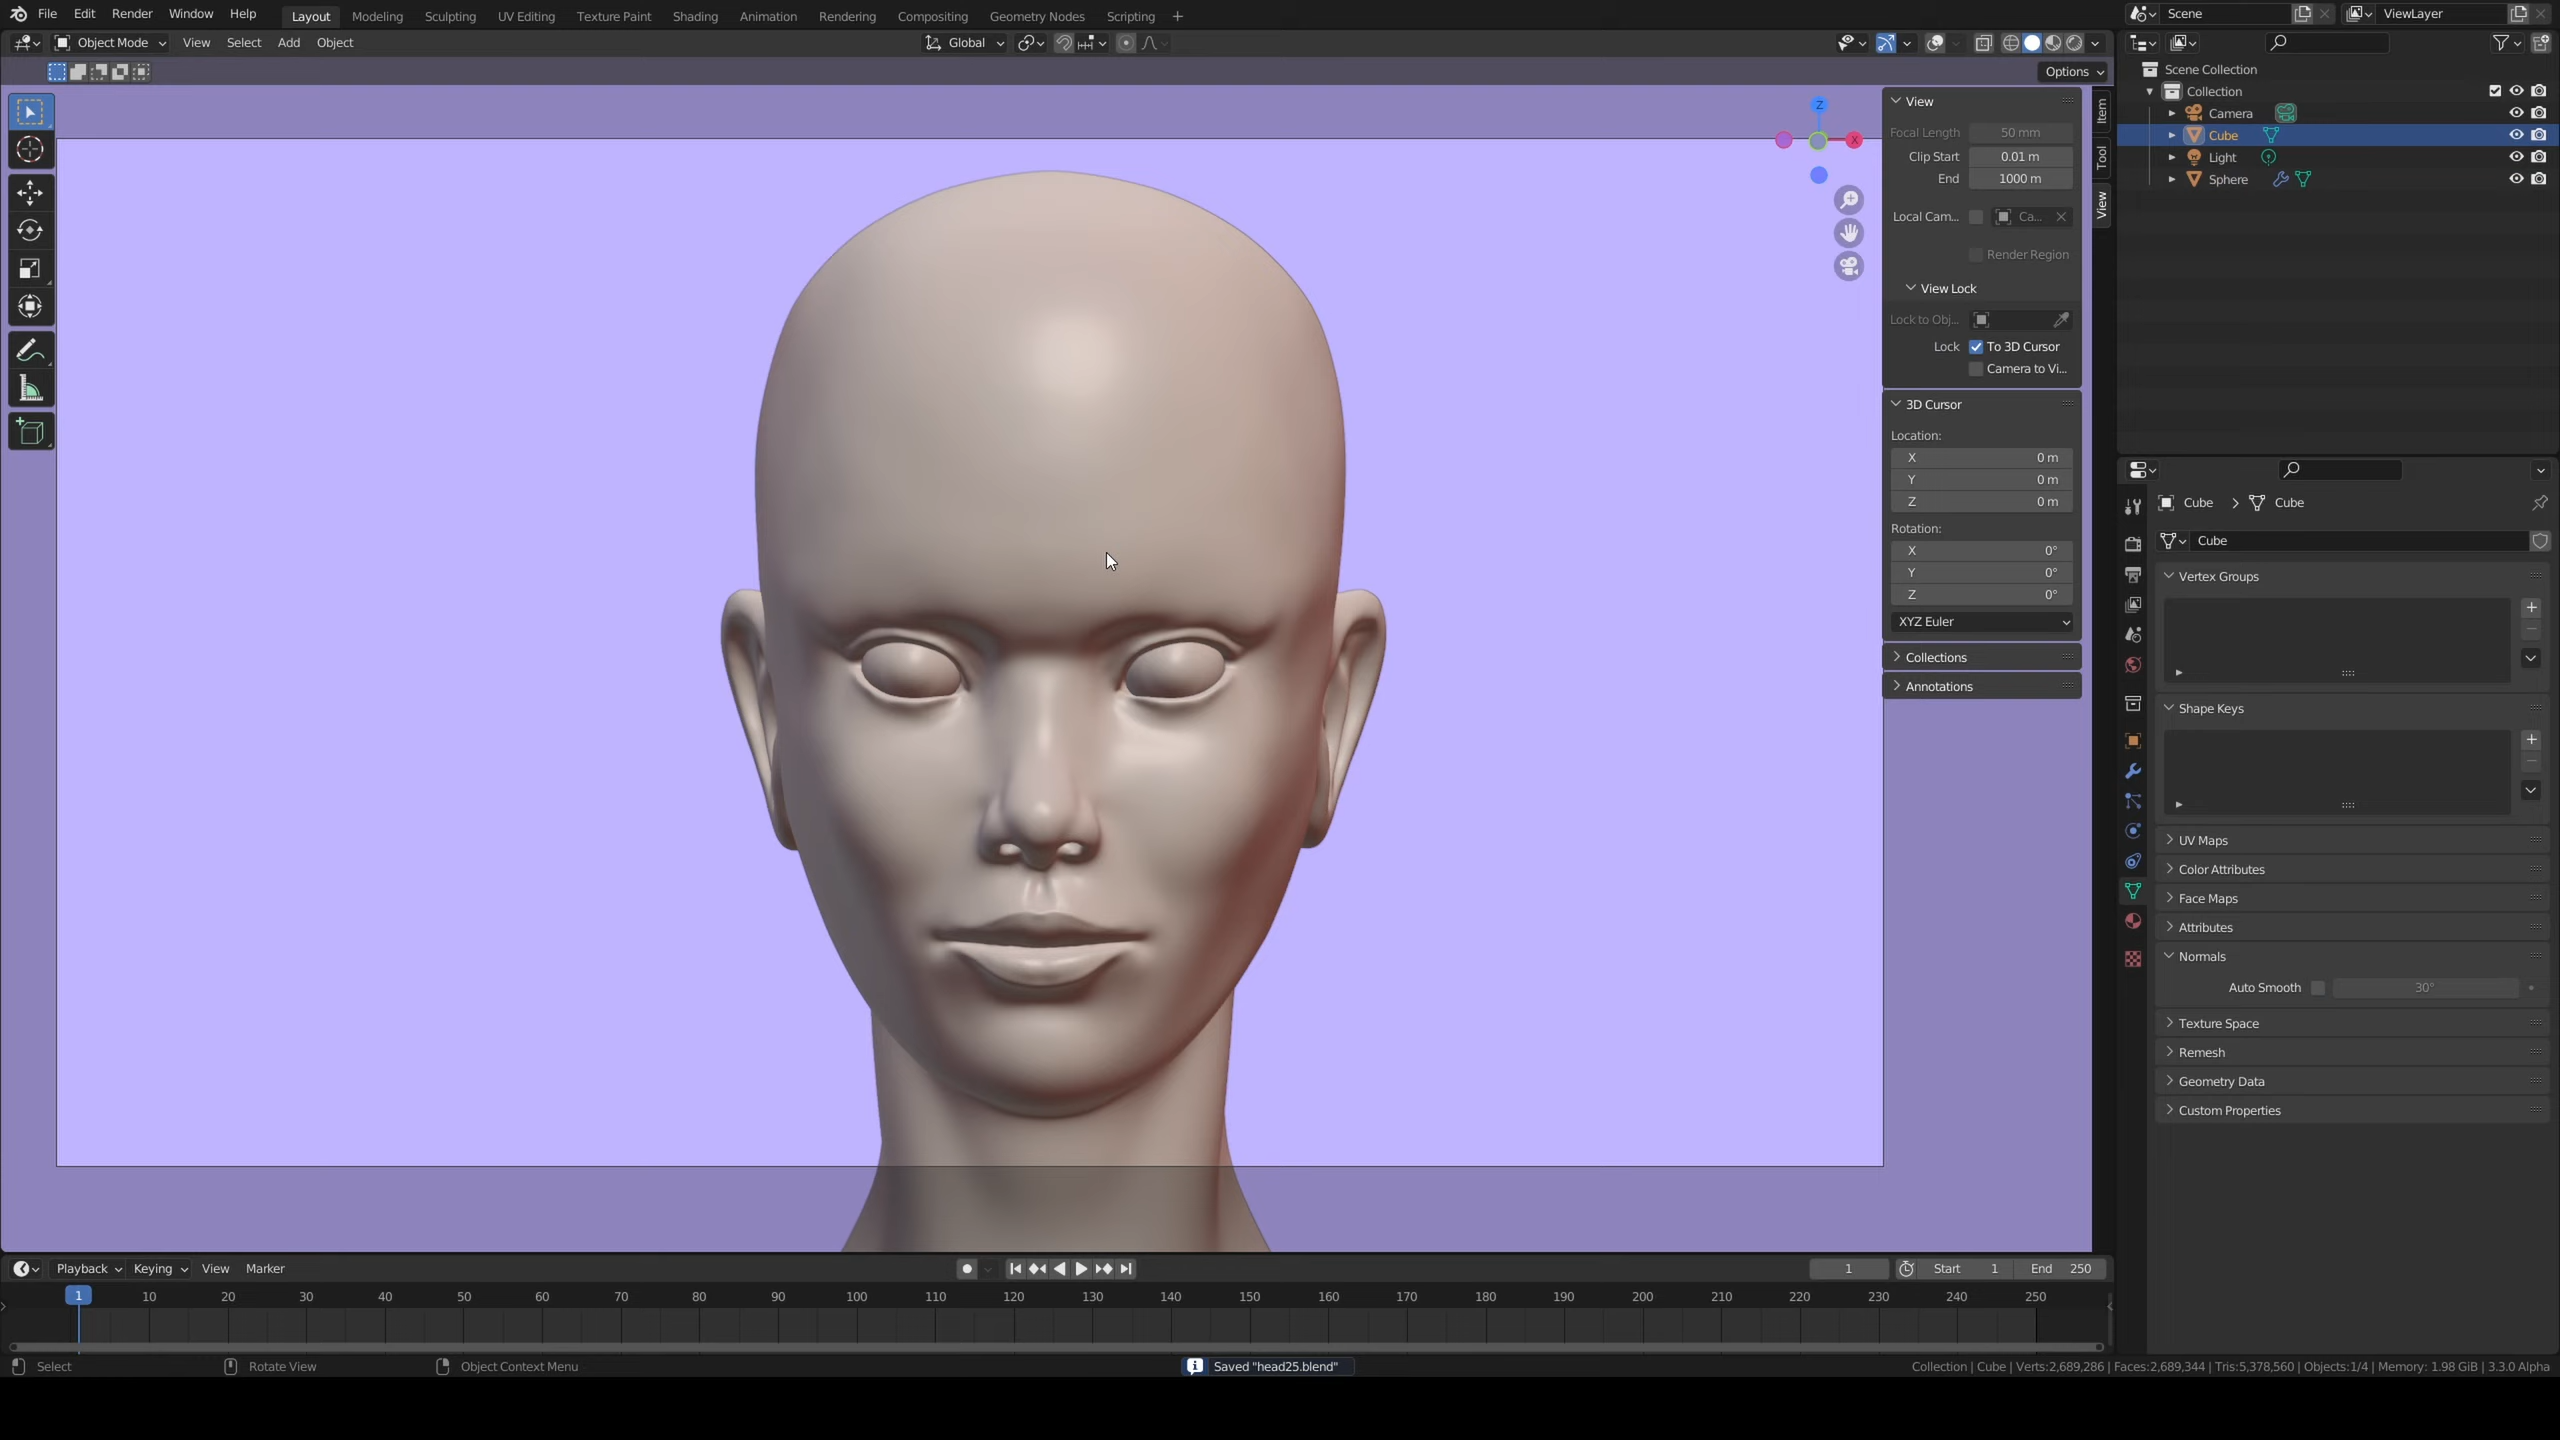 File Edit Render Window Help Layout Modeling Sculpting UV Editing Texture Paint Shading Animation Rendering Compositing Geometry Nodes Scripting + Scene ViewLayer
Object Mode View Select Add Object Global
Options
Scene Collection
Collection
Camera
Cube
Light
Sphere
Z
X
View
Focal Length 50 mm
Clip Start 0.01 m
End 1000 m
Local Cam... Ca...
Render Region
View Lock
Lock to Obj...
Lock To 3D Cursor
Camera to Vi...
3D Cursor
Location:
X 0 m
Y 0 m
Z 0 m
Rotation:
X 0°
Y 0°
Z 0°
XYZ Euler
Collections
Annotations
Item
Tool
View
Cube > Cube
Cube
Vertex Groups
Shape Keys
UV Maps
Color Attributes
Face Maps
Attributes
Normals
Auto Smooth 30°
Texture Space
Remesh
Geometry Data
Custom Properties
Playback Keying View Marker 1 Start 1 End 250
1 10 20 30 40 50 60 70 80 90 100 110 120 130 140 150 160 170 180 190 200 210 220 230 240 250
Select Rotate View Object Context Menu Saved "head25.blend" Collection | Cube | Verts:2,689,286 | Faces:2,689,344 | Tris:5,378,560 | Objects:1/4 | Memory: 1.98 GiB | 3.3.0 Alpha